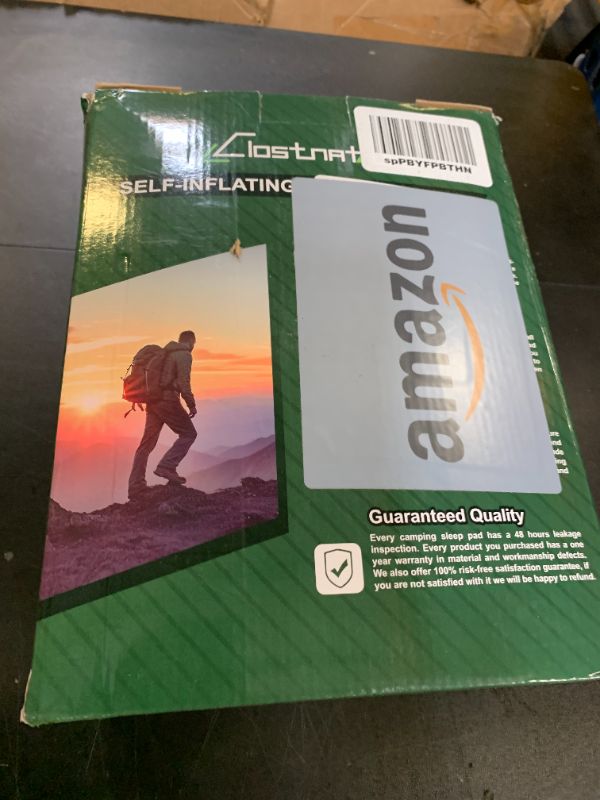 Clostnat
spPBYFPBTHN
SELF-INFLATING
amazon
Guaranteed Quality
Every camping sleep pad has a 48 hours leakage
inspection. Every product you purchased has a one
year warranty in material and workmanship defects.
We also offer 100% risk-free satisfaction guarantee, if
you are not satisfied with it we will be happy to refund.